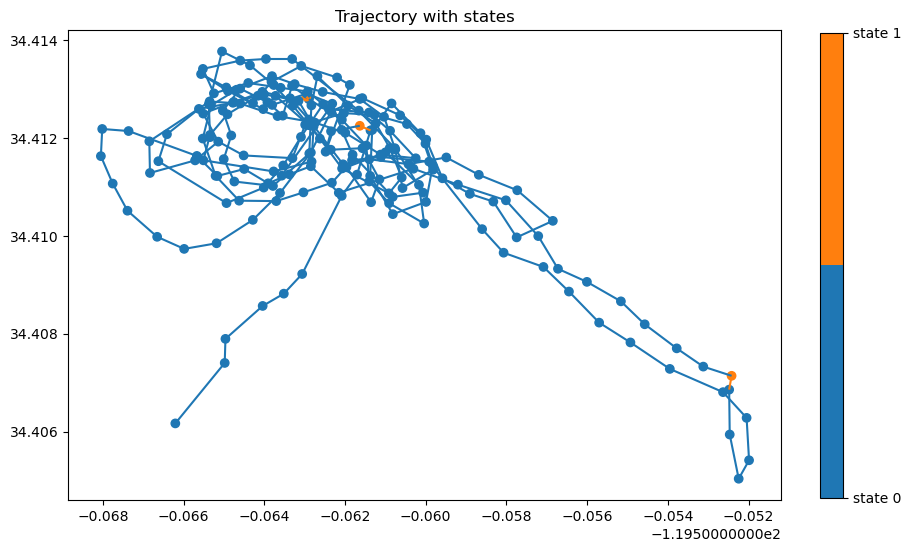 Trajectory with states
34.414
34.412
34.410
34.408
34.406
−0.068 −0.066 −0.064 −0.062 −0.060 −0.058 −0.056 −0.054 −0.052
−1.1950000000e2
state 1
state 0